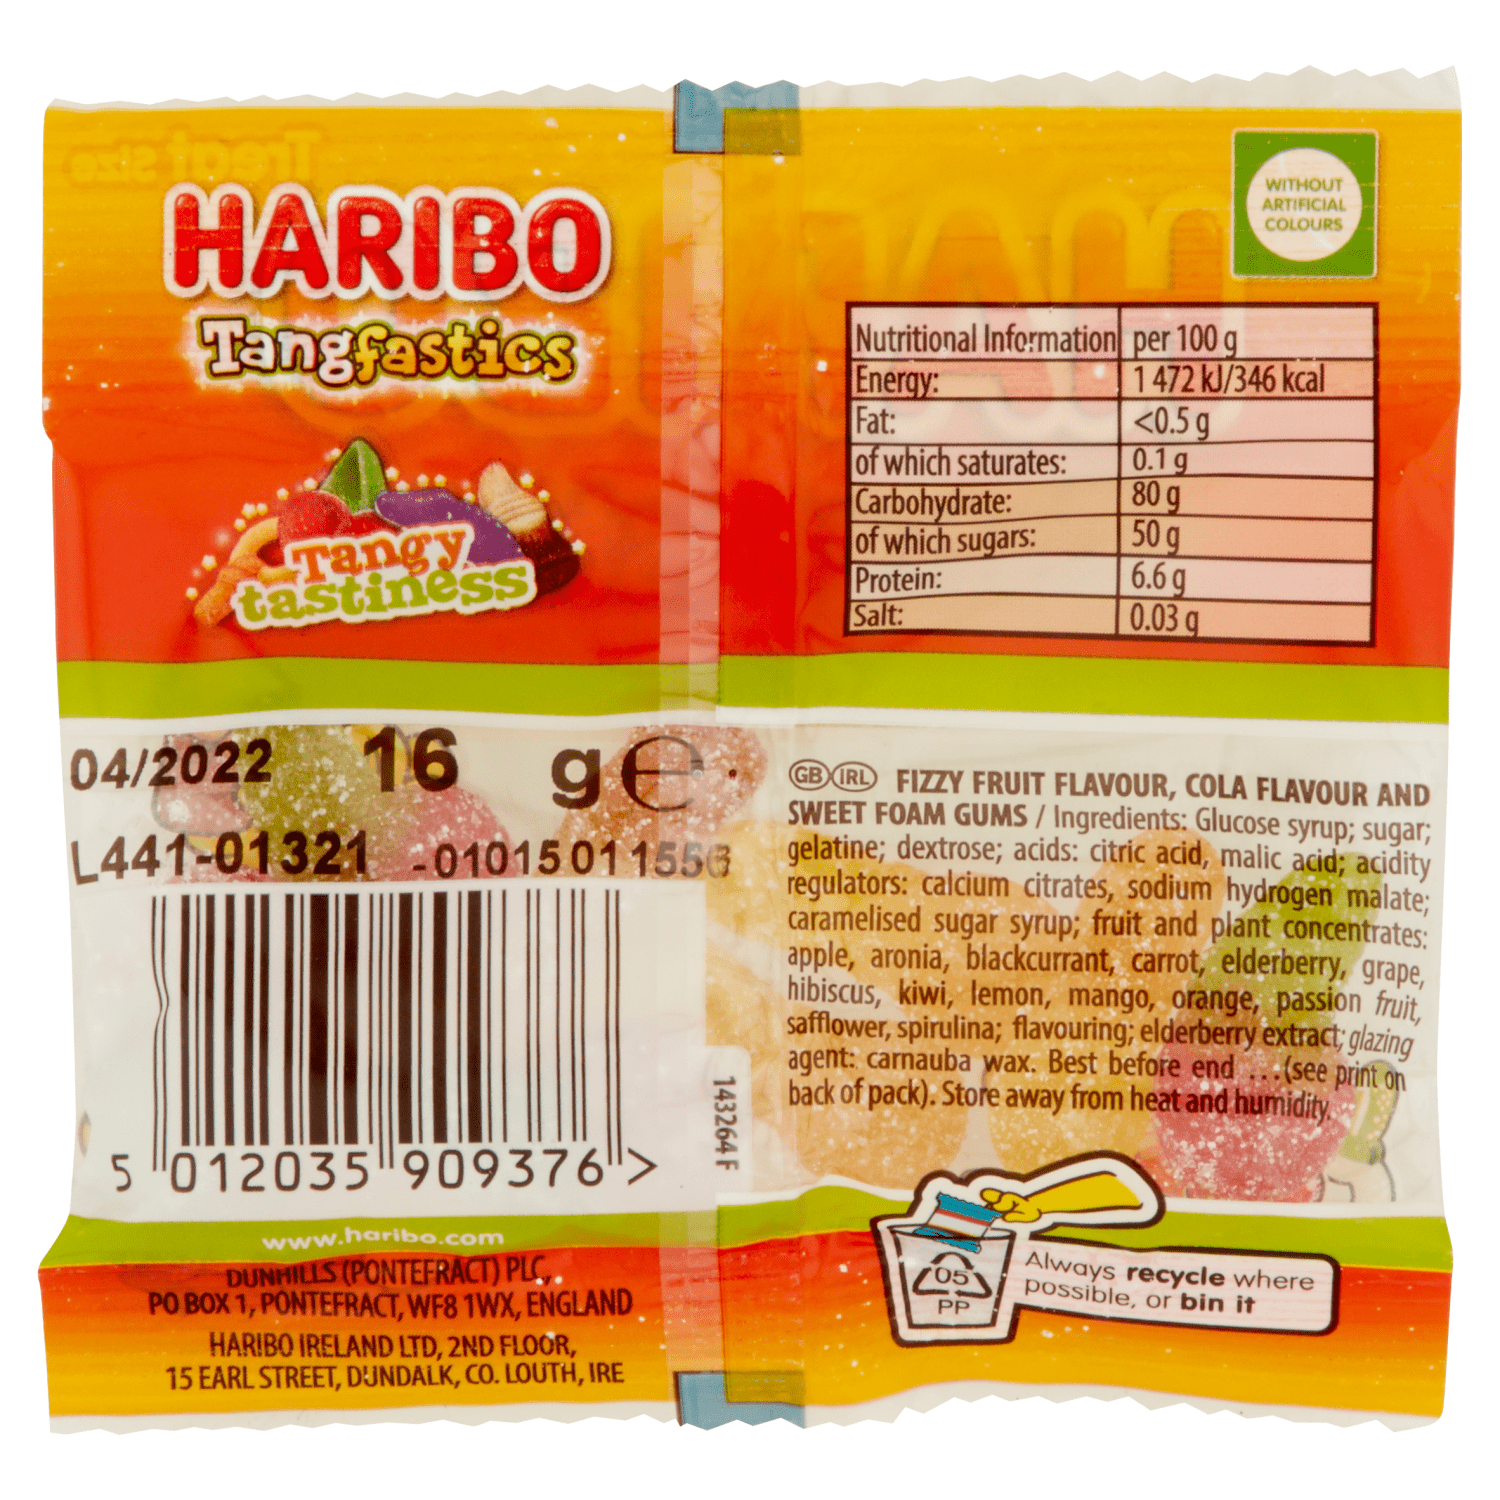 Treat size
HARIBO
Tangfastics
Tangy
tastiness
WITHOUT
ARTIFICIAL
COLOURS
Nutritional Information per 100 g
Energy: 1 472 kJ/346 kcal
Fat: <0.5 g
of which saturates: 0.1 g
Carbohydrate: 80 g
of which sugars: 50 g
Protein: 6.6 g
Salt: 0.03 g
04/2022 16 g e
L441-01321 -01015011556
5 012035 909376 >
143264 F
GB IRL FIZZY FRUIT FLAVOUR, COLA FLAVOUR AND
SWEET FOAM GUMS / Ingredients: Glucose syrup; sugar;
gelatine; dextrose; acids: citric acid, malic acid; acidity
regulators: calcium citrates, sodium hydrogen malate;
caramelised sugar syrup; fruit and plant concentrates:
apple, aronia, blackcurrant, carrot, elderberry, grape,
hibiscus, kiwi, lemon, mango, orange, passion fruit,
safflower, spirulina; flavouring; elderberry extract; glazing
agent: carnauba wax. Best before end ...(see print on
back of pack). Store away from heat and humidity.
www.haribo.com
DUNHILLS (PONTEFRACT) PLC,
PO BOX 1, PONTEFRACT, WF8 1WX, ENGLAND
HARIBO IRELAND LTD, 2ND FLOOR,
15 EARL STREET, DUNDALK, CO. LOUTH, IRE
05
PP
Always recycle where
possible, or bin it